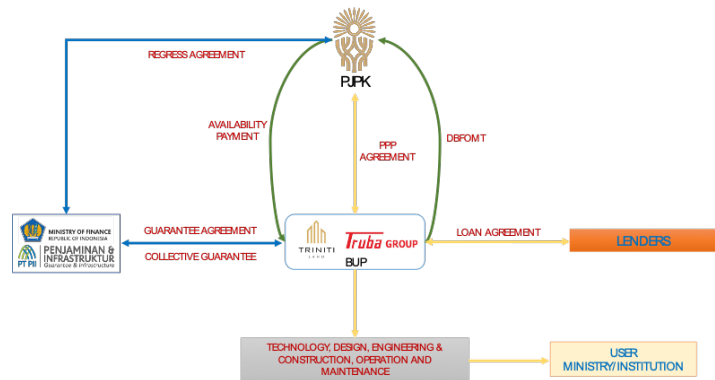 REGRESS AGREEMENT
PJPK
AVAILABILITY
PAYMENT
PPP
AGREEMENT
DBFOMT
MINISTRY OF FINANCE
REPUBLIC OF INDONESIA
PT PII
PENJAMINAN &
INFRASTRUKTUR
Guarantee & Infrastructure
GUARANTEE AGREEMENT
COLLECTIVE GUARANTEE
TRINITI
LAND
Truba GROUP
BUP
LOAN AGREEMENT
LENDERS
TECHNOLOGY, DESIGN, ENGINEERING &
CONSTRUCTION, OPERATION AND
MAINTENANCE
USER
MINISTRY/INSTITUTION